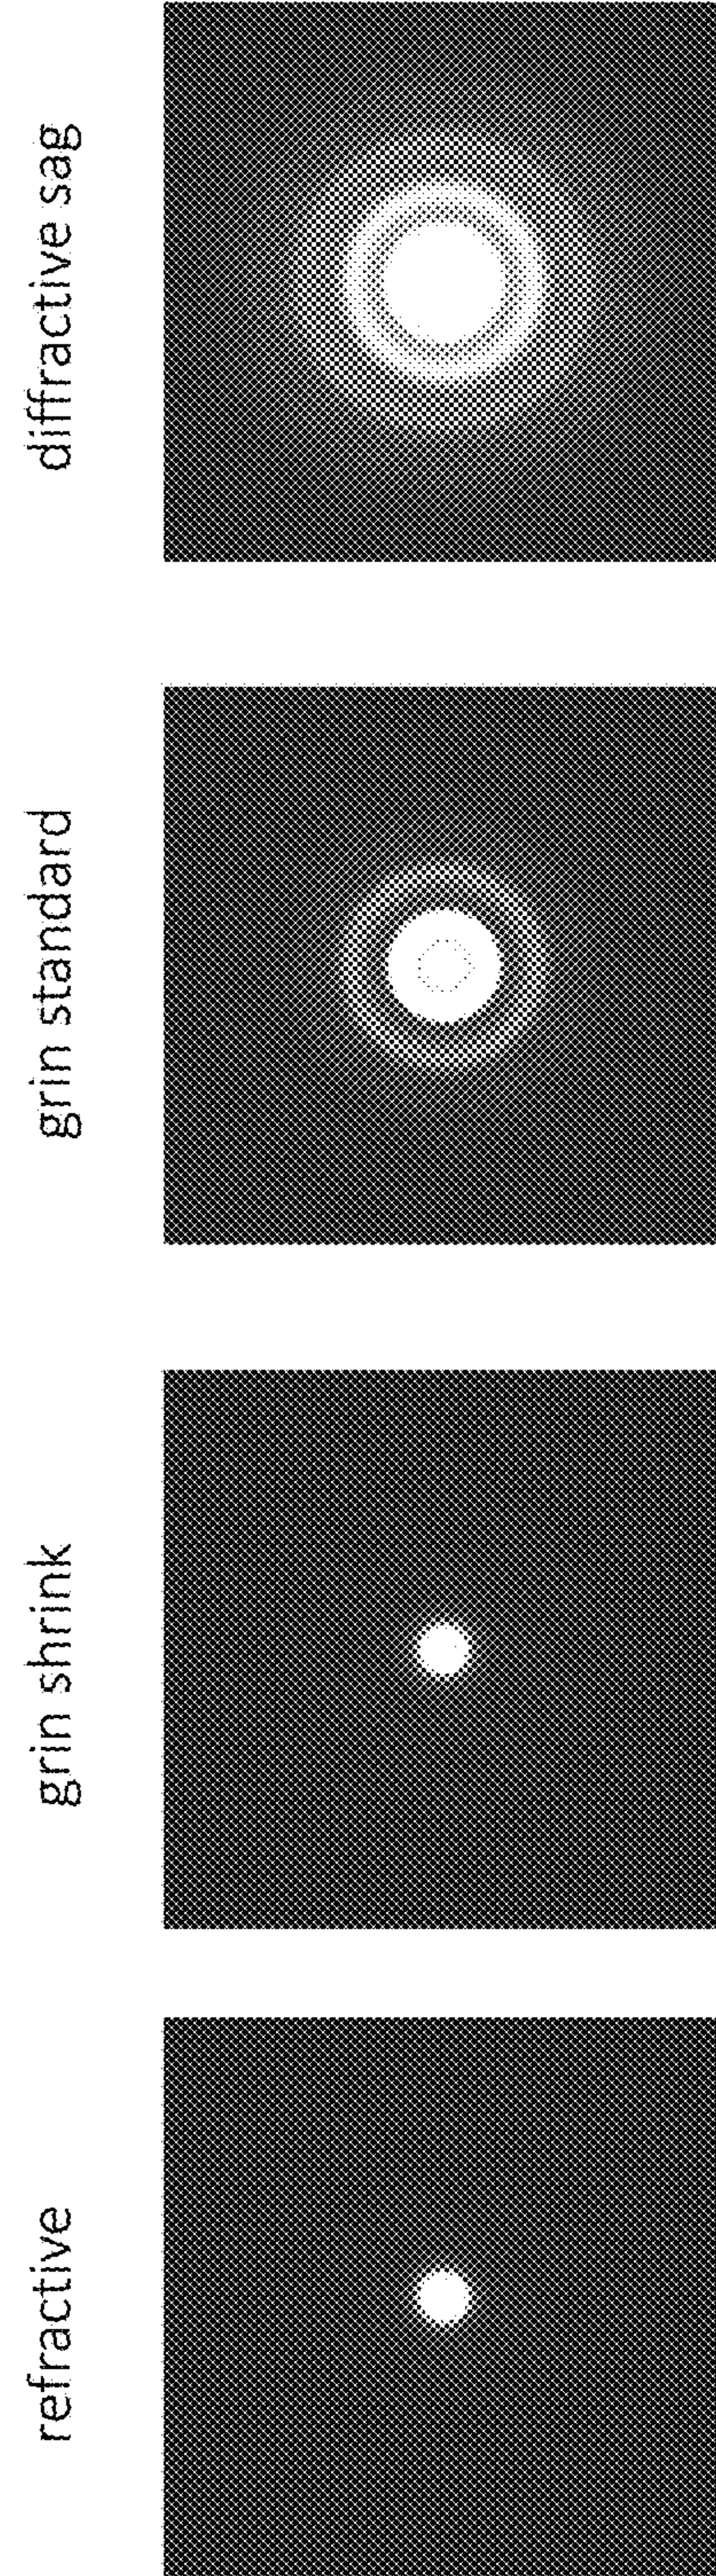 diffractive sag
grin standard
grin shrink
refractive